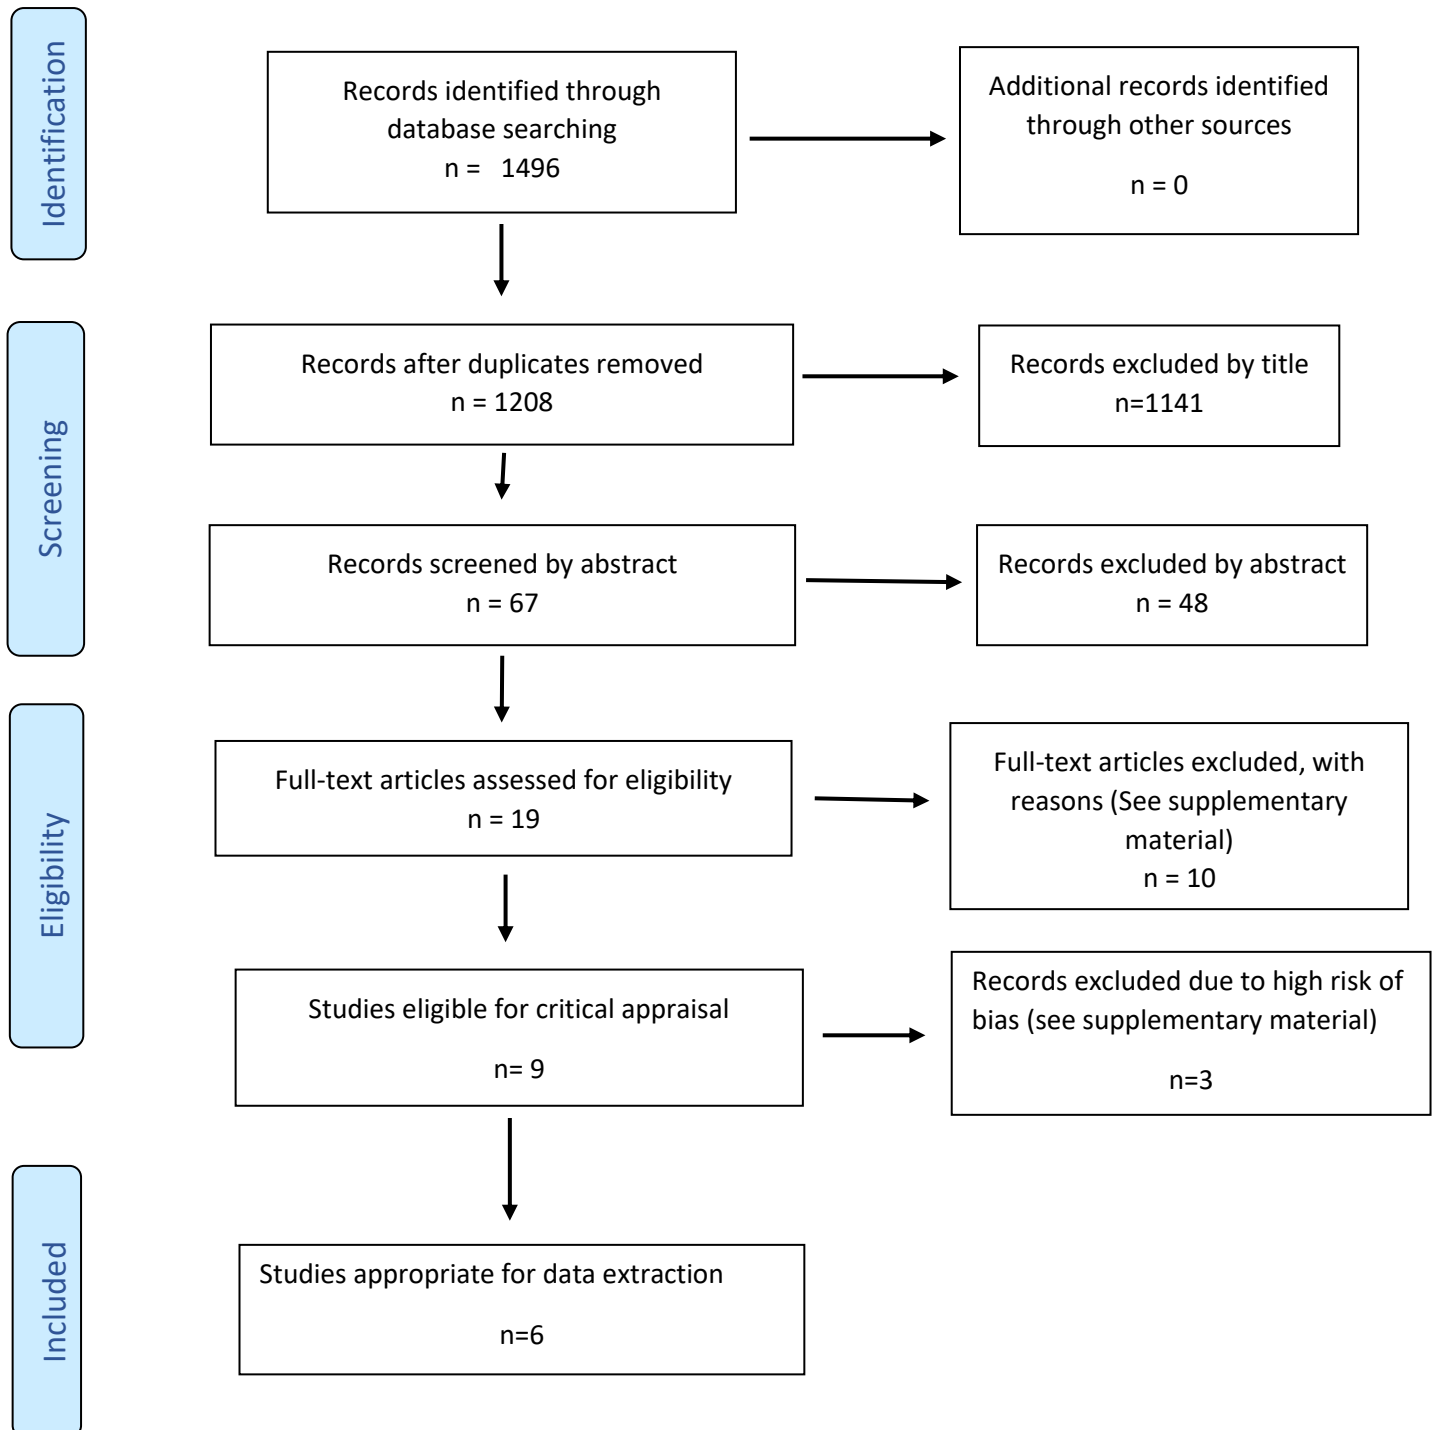 Identification
Records identified through
database searching
n =   1496
Additional records identified
through other sources
n = 0
Screening
Records after duplicates removed
n = 1208
Records excluded by title
n=1141
Records screened by abstract
n = 67
Records excluded by abstract
n = 48
Eligibility
Full-text articles assessed for eligibility
n = 19
Full-text articles excluded, with
reasons (See supplementary
material)
n = 10
Studies eligible for critical appraisal
n= 9
Records excluded due to high risk of
bias (see supplementary material)
n=3
Included
Studies appropriate for data extraction
n=6